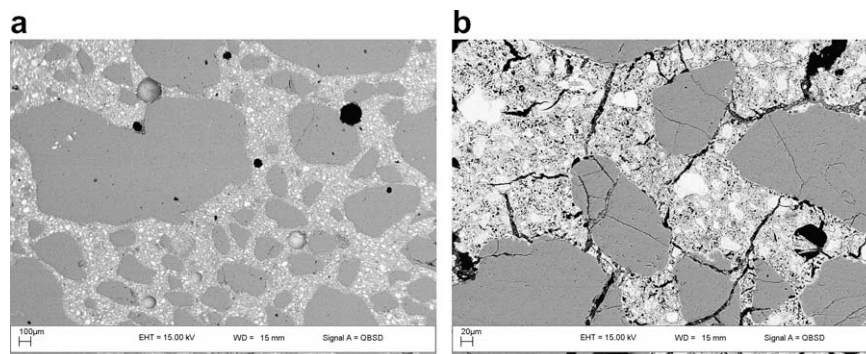 a
b
100µm
EHT = 15.00 kV
WD = 15 mm
Signal A = QBSD
20µm
EHT = 15.00 kV
WD = 15 mm
Signal A = QBSD